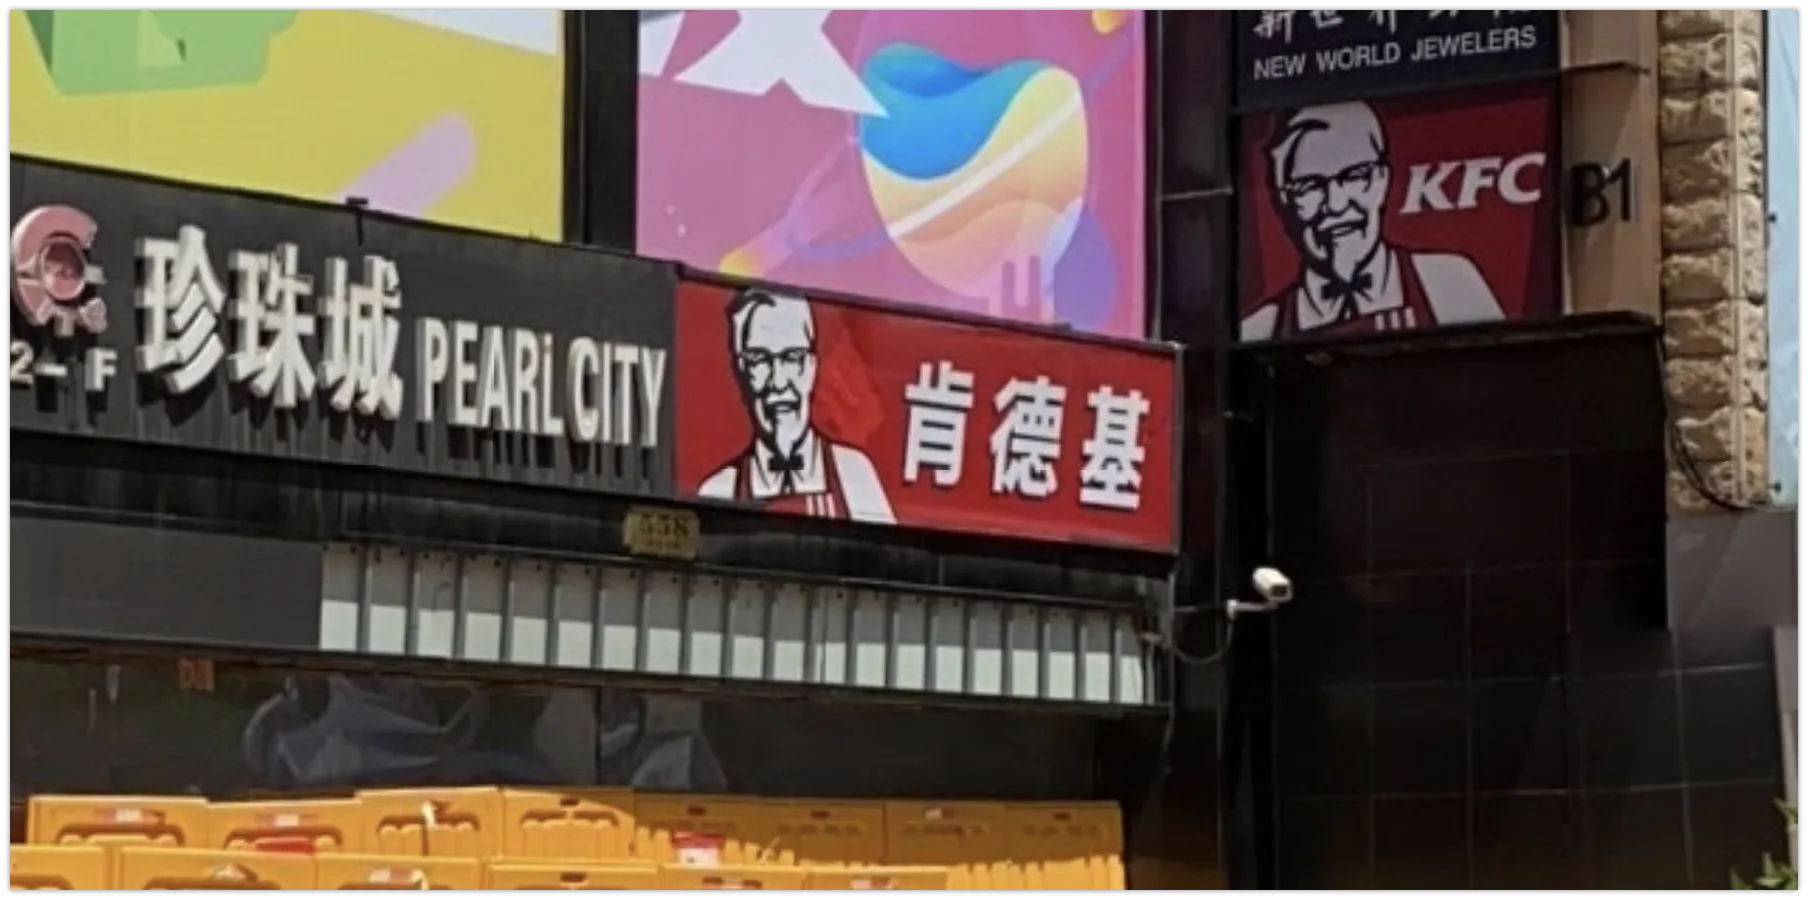 NEW WORLD JEWELERS
KFC
B1
珍珠城 PEARL CITY
2-F
肯德基
558